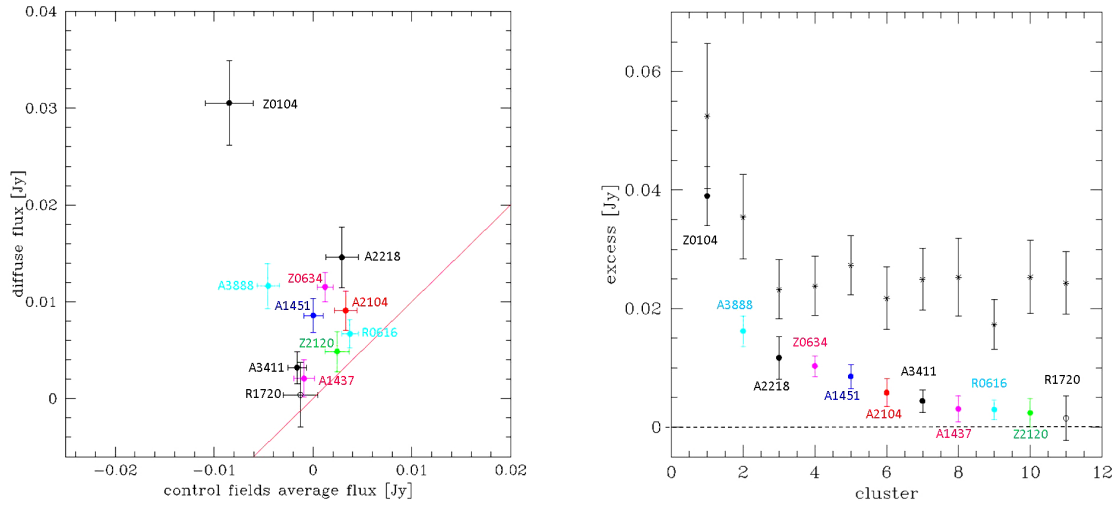 0.04
0.03
0.02
0.01
0
diffuse flux [Jy]
Z0104
A2218
Z0634
A3888
A1451
A2104
R0616
Z2120
A3411
A1437
R1720
−0.02 −0.01 0 0.01 0.02
control fields average flux [Jy]
0.06
0.04
0.02
0
excess [Jy]
Z0104
A3888
A2218
Z0634
A1451
A2104
A3411
A1437
R0616
Z2120
R1720
0 2 4 6 8 10 12
cluster